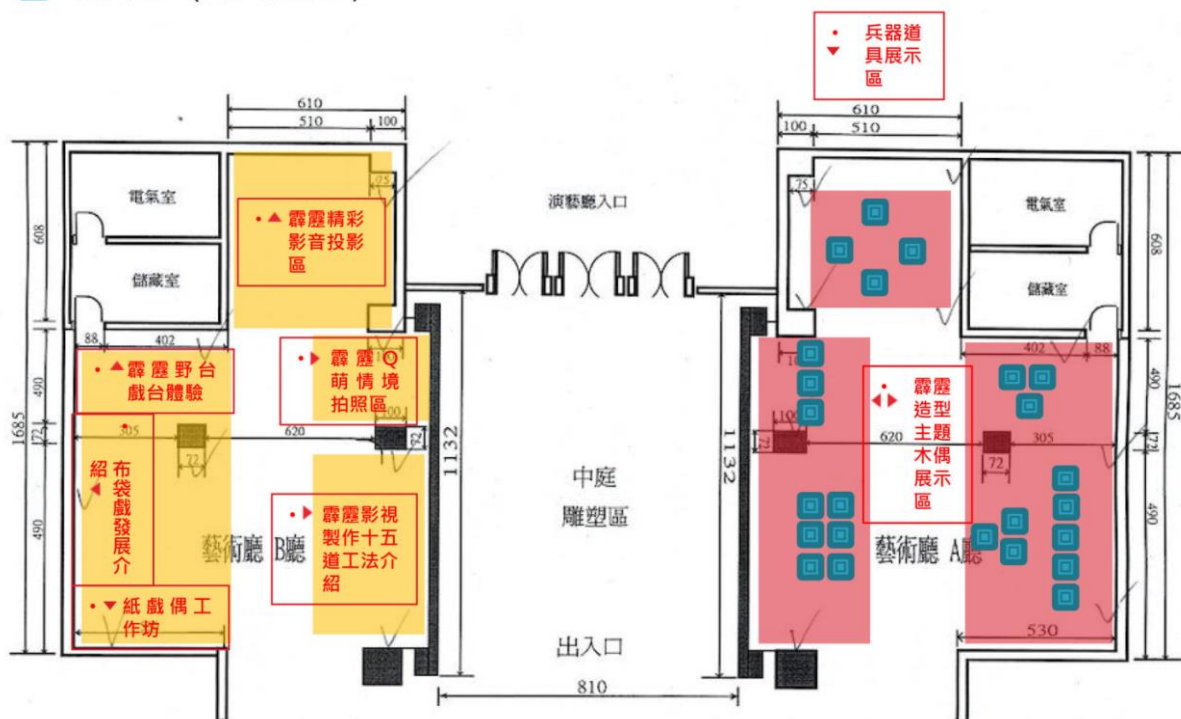 兵器道
具展示
區
610
510
100
610
100
510
1685
608
電氣室
75
霹靂精彩
影音投影
區
儲藏室
演藝廳入口
75
電氣室
608
儲藏室
1685
88
402
490
霹靂野台
戲台體驗
霹靂Q
萌情境
拍照區
100
172
305
72
620
92
布袋戲發展介
紹
490
藝術廳 B廳
霹靂影視
製作十五
道工法介
紹
紙戲偶工
作坊
1132
中庭
雕塑區
出入口
810
1132
402
88
490
100
72
霹靂
造型
主題
木偶
展示
區
620
305
72
172
490
藝術廳 A廳
530